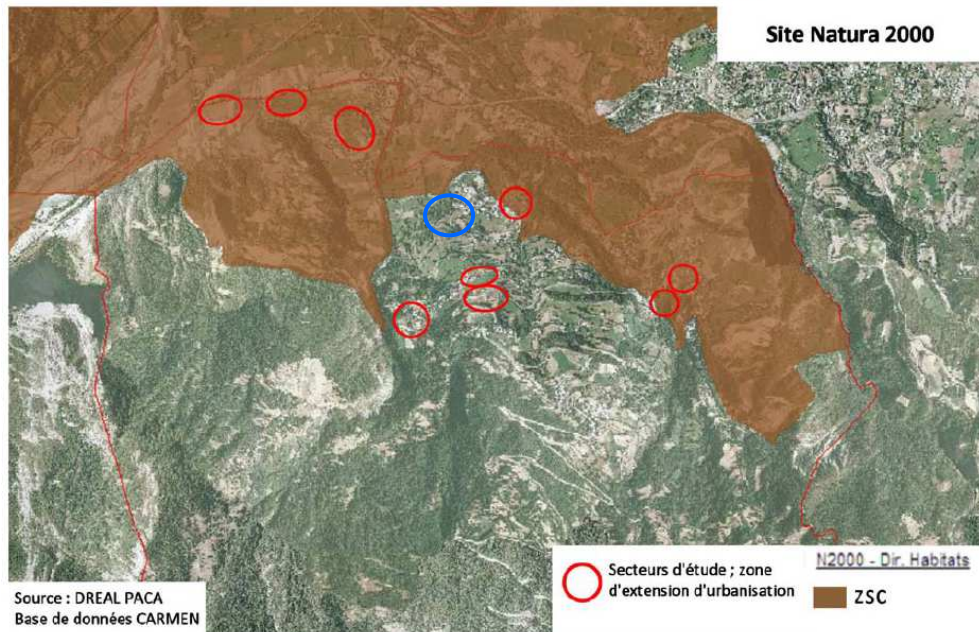 Site Natura 2000
Secteurs d'étude ; zone
d'extension d'urbanisation
N2000 - Dir. Habitats
ZSC
Source : DREAL PACA
Base de données CARMEN